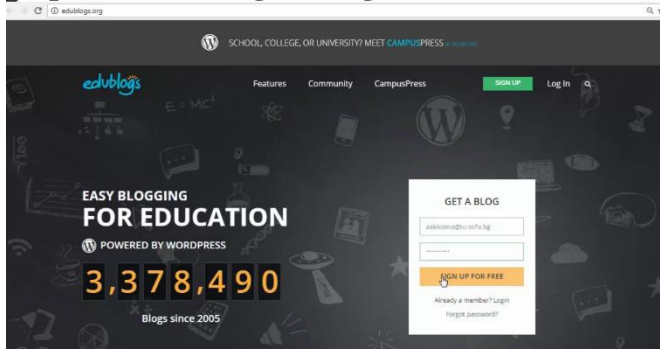 edublogs.org
SCHOOL, COLLEGE, OR UNIVERSITY? MEET CAMPUSPRESS
edublogs Features Community CampusPress SIGN UP Log In
E = MC²
EASY BLOGGING
FOR EDUCATION
POWERED BY WORDPRESS
3,378,490
Blogs since 2005
GET A BLOG
SIGN UP FOR FREE
Already a member? Login
Forgot password?